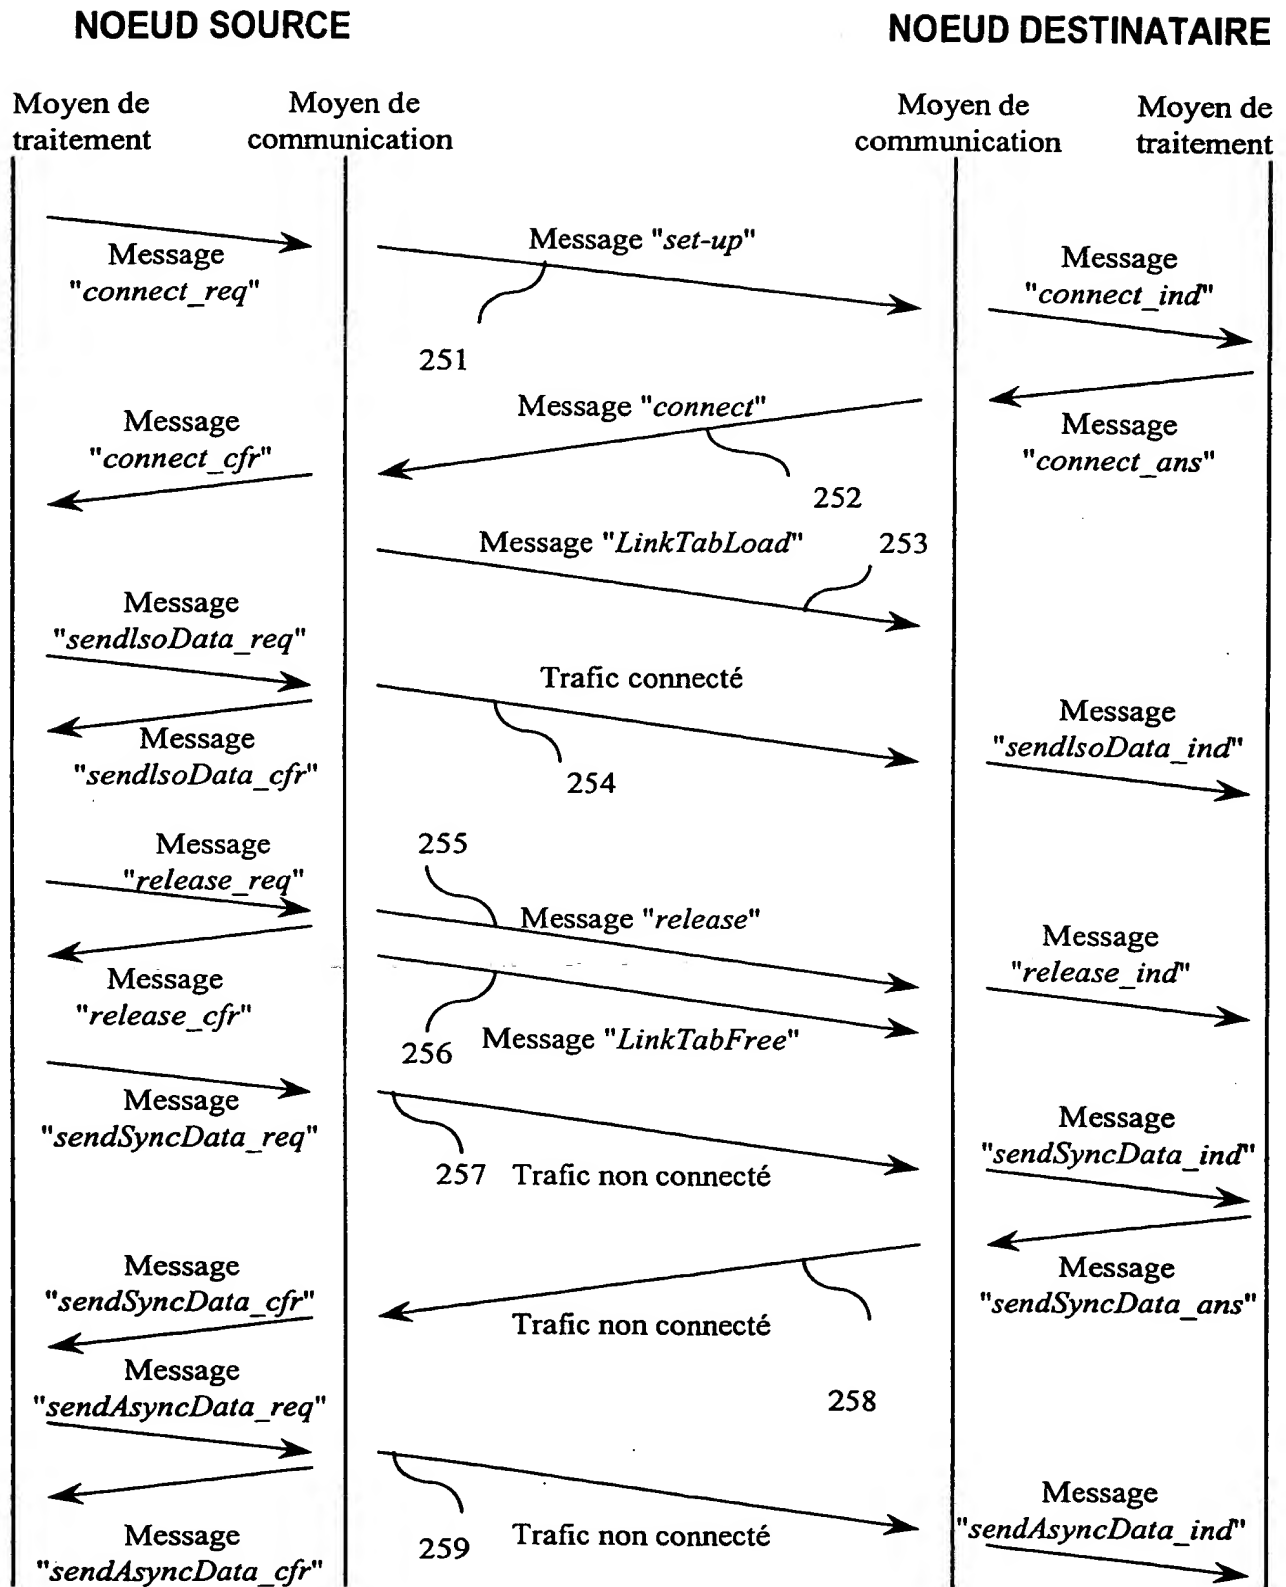 NOEUD SOURCE
NOEUD DESTINATAIRE
Moyen de
traitement
Moyen de
communication
Moyen de
communication
Moyen de
traitement
Message
"connect_req"
Message "set-up"
251
Message
"connect_ind"
Message "connect"
252
Message
"connect_ans"
Message
"connect_cfr"
Message "LinkTabLoad"
253
Message
"sendlsoData_req"
Trafic connecté
254
Message
"sendlsoData_cfr"
Message
"sendlsoData_ind"
Message
"release_req"
255
Message "release"
Message
"release_ind"
Message
"release_cfr"
256
Message "LinkTabFree"
Message
"sendSyncData_req"
257
Trafic non connecté
Message
"sendSyncData_ind"
Message
"sendSyncData_cfr"
Trafic non connecté
258
Message
"sendSyncData_ans"
Message
"sendAsyncData_req"
259
Trafic non connecté
Message
"sendAsyncData_ind"
Message
"sendAsyncData_cfr"